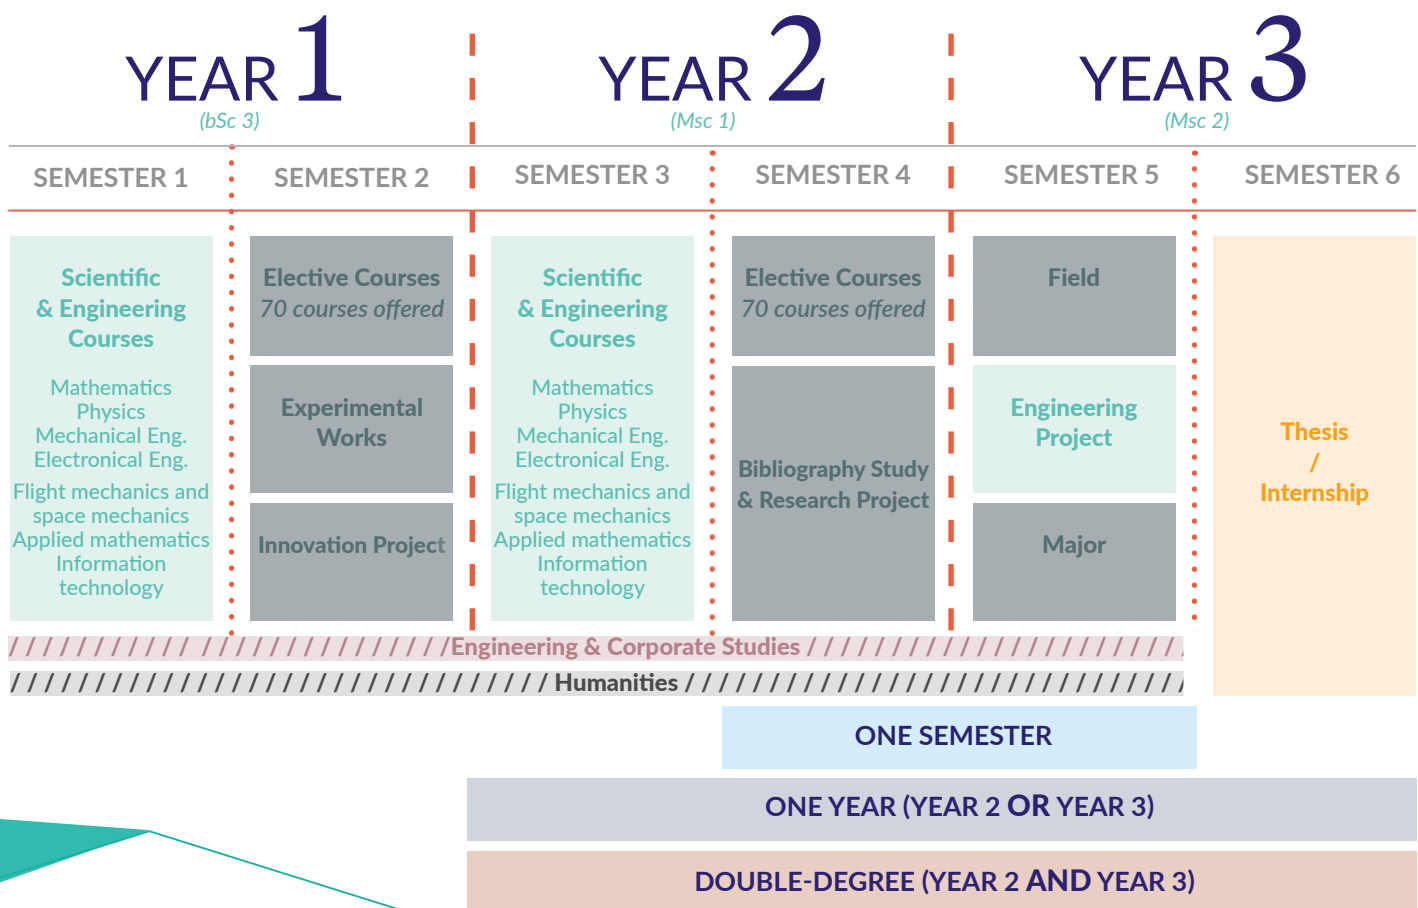 YEAR 1
(bSc 3)
YEAR 2
(Msc 1)
YEAR 3
(Msc 2)
SEMESTER 1
SEMESTER 2
SEMESTER 3
SEMESTER 4
SEMESTER 5
SEMESTER 6
Scientific
& Engineering
Courses
Mathematics
Physics
Mechanical Eng.
Electronical Eng.
Flight mechanics and
space mechanics
Applied mathematics
Information
technology
Elective Courses
70 courses offered
Experimental
Works
Innovation Project
Scientific
& Engineering
Courses
Mathematics
Physics
Mechanical Eng.
Electronical Eng.
Flight mechanics and
space mechanics
Applied mathematics
Information
technology
Elective Courses
70 courses offered
Bibliography Study
& Research Project
Field
Engineering
Project
Major
Thesis
/
Internship
Engineering & Corporate Studies
Humanities
ONE SEMESTER
ONE YEAR (YEAR 2 OR YEAR 3)
DOUBLE-DEGREE (YEAR 2 AND YEAR 3)